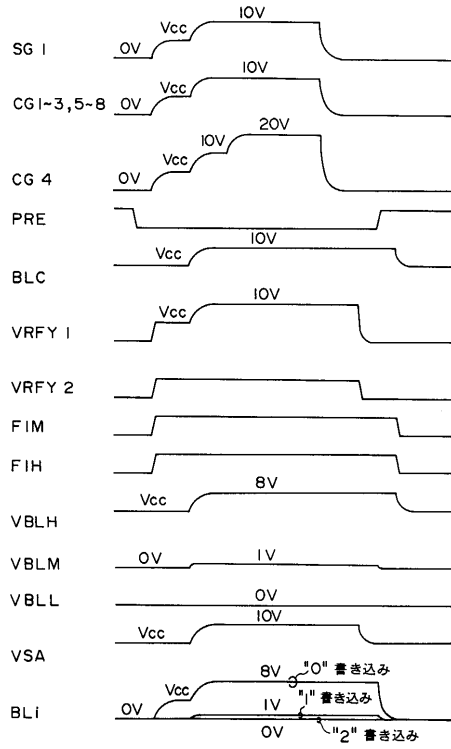 10V
Vcc
0V
SG 1
10V
Vcc
0V
CG1~3,5~8
20V
10V
Vcc
0V
CG 4
PRE
10V
Vcc
BLC
10V
Vcc
VRFY 1
VRFY 2
FIM
FIH
8V
Vcc
VBLH
0V 1V
VBLM
0V
VBLL
10V
Vcc
VSA
8V "0" 書き込み
Vcc
"1" 書き込み
0V 1V
BLi
0V "2" 書き込み